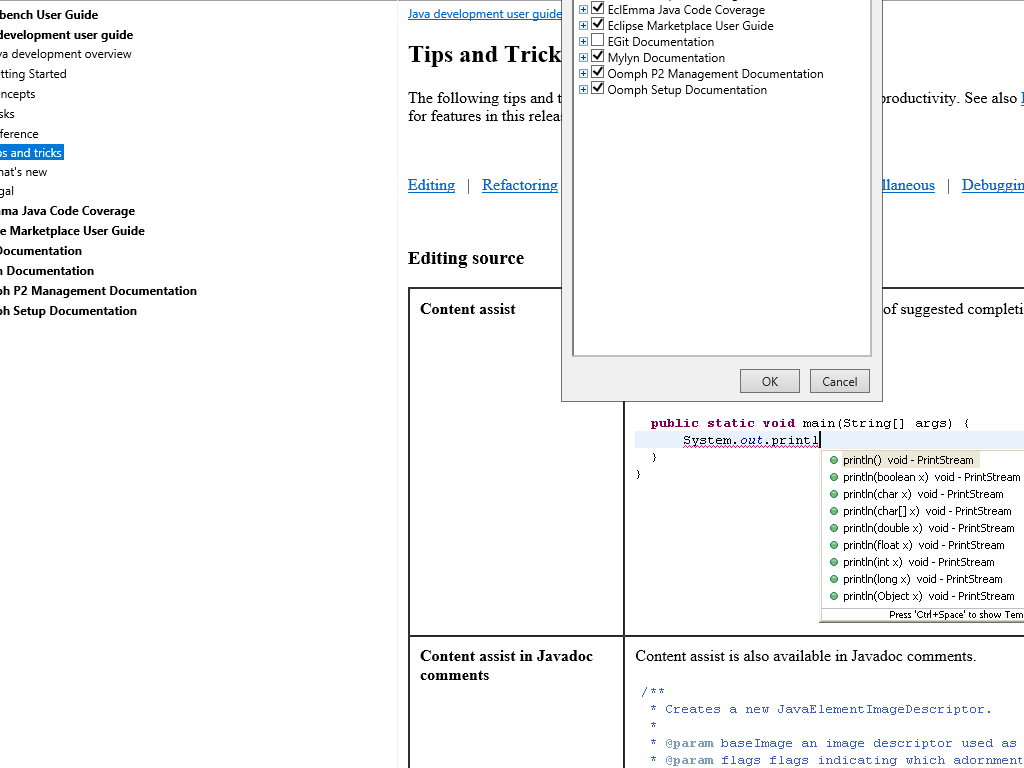 bench User Guide
development user guide
va development overview
tting Started
ncepts
sks
ference
ps and tricks
hat's new
gal
mma Java Code Coverage
e Marketplace User Guide
Documentation
n Documentation
ph P2 Management Documentation
ph Setup Documentation
Java development user guide
Tips and Trick
The following tips and t
roductivity. See also
for features in this relea
Editing | Refactoring
llaneous | Debuggin
Editing source
Content assist
of suggested completi
EclEmma Java Code Coverage
Eclipse Marketplace User Guide
EGit Documentation
Mylyn Documentation
Oomph P2 Management Documentation
Oomph Setup Documentation
OK Cancel
public static void main(String[] args) {
System.out.printl
}
}
println() void - PrintStream
println(boolean x) void - PrintStream
println(char x) void - PrintStream
println(char[] x) void - PrintStream
println(double x) void - PrintStream
println(float x) void - PrintStream
println(int x) void - PrintStream
println(long x) void - PrintStream
println(Object x) void - PrintStream
Press 'Ctrl+Space' to show Tem
Content assist in Javadoc
comments
Content assist is also available in Javadoc comments.
/**
* Creates a new JavaElementImageDescriptor.
*
* @param baseImage an image descriptor used as
* @param flags flags indicating which adornment